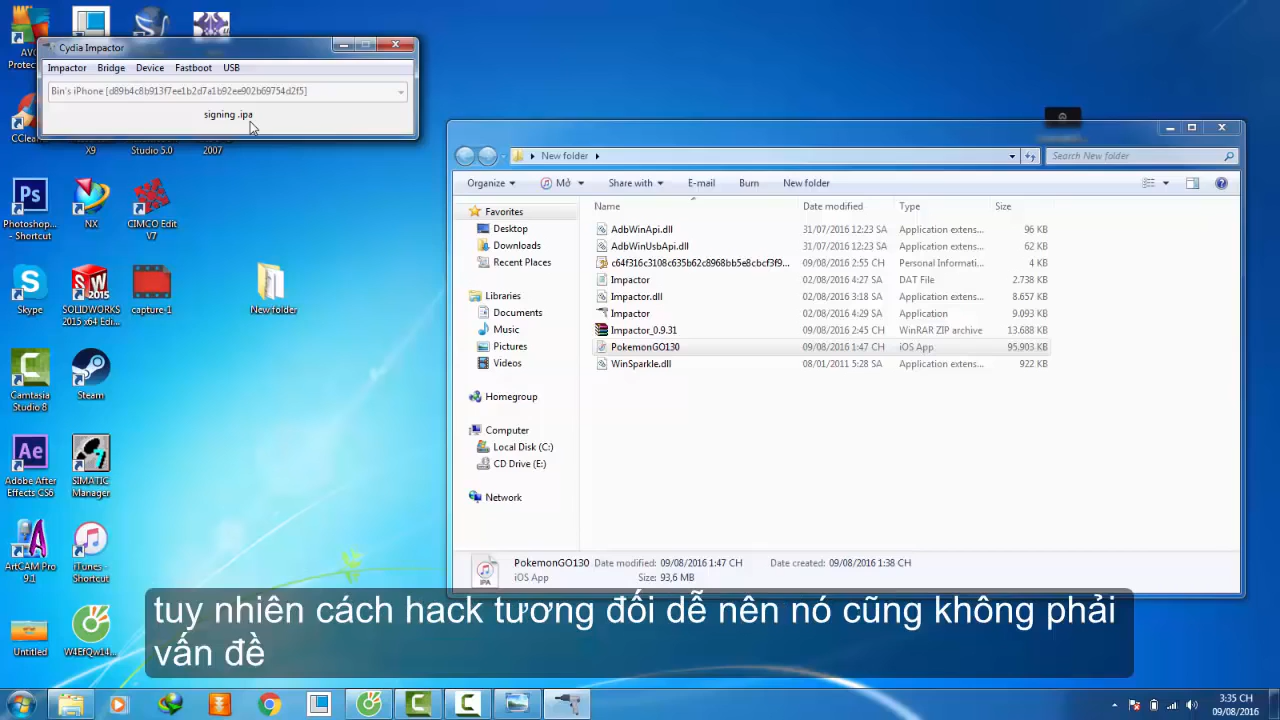 AVG
Protec
CClean
X9
Studio 5.0
2007
Cydia Impactor
Impactor Bridge Device Fastboot USB
Bin's iPhone [d89b4c8b913f7ee1b2d7a1b92ee902b69754d2f5]
signing .ipa
Photoshop...
- Shortcut
NX
CIMCO Edit
V7
Skype
SOLIDWORKS
2015 x64 Edi...
capture-1
New folder
Camtasia
Studio 8
Steam
Adobe After
Effects CS6
SIMATIC
Manager
ArtCAM Pro
9.1
iTunes -
Shortcut
Untitled
W4EfQw14...
New folder
Search New folder
Organize Mở Share with E-mail Burn New folder
Favorites
Desktop
Downloads
Recent Places
Libraries
Documents
Music
Pictures
Videos
Homegroup
Computer
Local Disk (C:)
CD Drive (E:)
Network
Name Date modified Type Size
AdbWinApi.dll 31/07/2016 12:23 SA Application extens... 96 KB
AdbWinUsbApi.dll 31/07/2016 12:23 SA Application extens... 62 KB
c64f316c3108c635b62c8968bb5e8cbcf3f9... 09/08/2016 2:55 CH Personal Informati... 4 KB
Impactor 02/08/2016 4:27 SA DAT File 2.738 KB
Impactor.dll 02/08/2016 3:18 SA Application extens... 8.657 KB
Impactor 02/08/2016 4:29 SA Application 9.093 KB
Impactor_0.9.31 09/08/2016 2:45 CH WinRAR ZIP archive 13.688 KB
PokemonGO130 09/08/2016 1:47 CH iOS App 95.903 KB
WinSparkle.dll 08/01/2011 5:28 SA Application extens... 922 KB
PokemonGO130 Date modified: 09/08/2016 1:47 CH Date created: 09/08/2016 1:38 CH
iOS App Size: 93,6 MB
IPA
tuy nhiên cách hack tương đối dễ nên nó cũng không phải
vấn đề
3:35 CH
09/08/2016